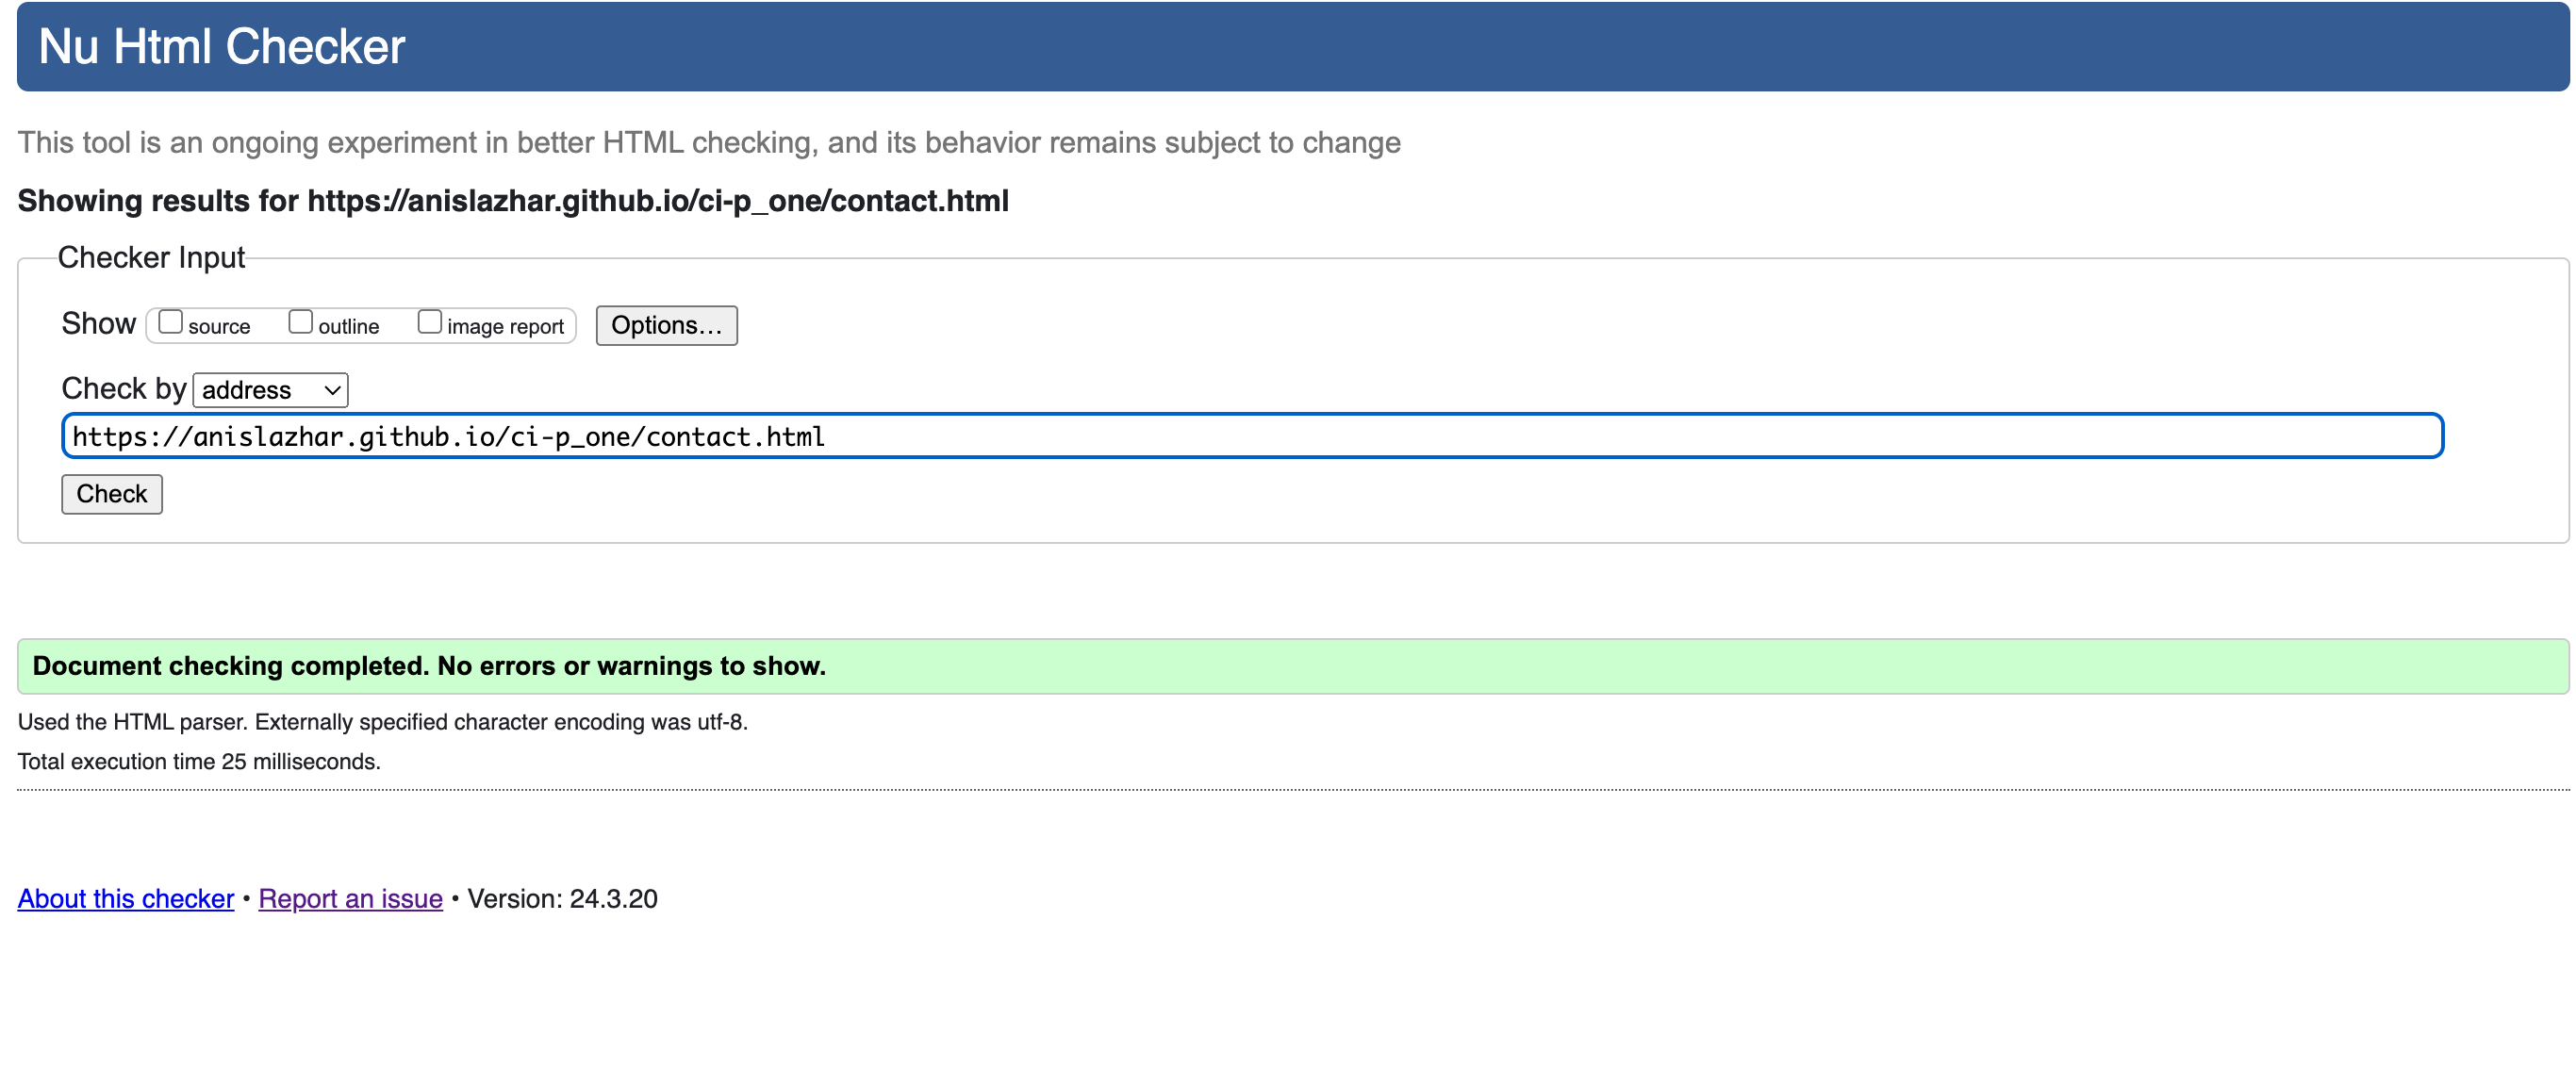 Nu Html Checker
This tool is an ongoing experiment in better HTML checking, and its behavior remains subject to change
Showing results for https://anislazhar.github.io/ci-p_one/contact.html
Checker Input
Show source outline image report Options...
Check by address
https://anislazhar.github.io/ci-p_one/contact.html
Check
Document checking completed. No errors or warnings to show.
Used the HTML parser. Externally specified character encoding was utf-8.
Total execution time 25 milliseconds.
About this checker • Report an issue • Version: 24.3.20